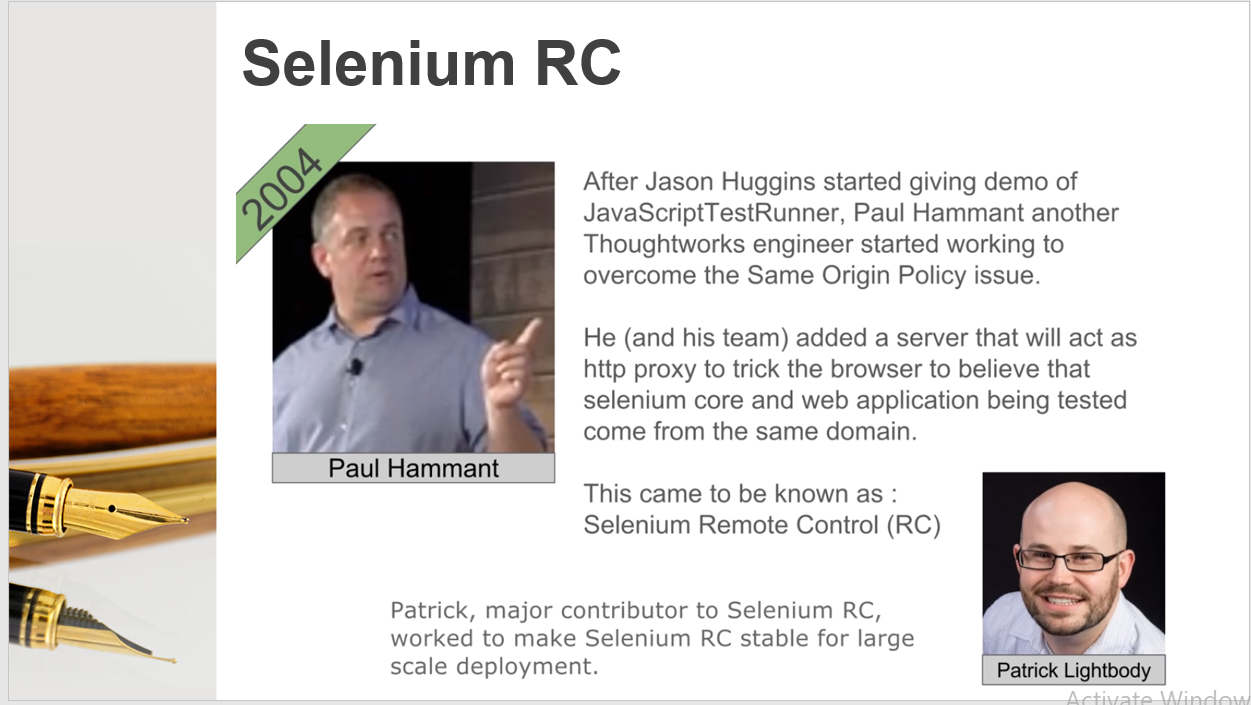 Selenium RC
2004
After Jason Huggins started giving demo of
JavaScriptTestRunner, Paul Hammant another
Thoughtworks engineer started working to
overcome the Same Origin Policy issue.
He (and his team) added a server that will act as
http proxy to trick the browser to believe that
selenium core and web application being tested
come from the same domain.
Paul Hammant
This came to be known as :
Selenium Remote Control (RC)
Patrick, major contributor to Selenium RC,
worked to make Selenium RC stable for large
scale deployment.
Patrick Lightbody
Activate Window